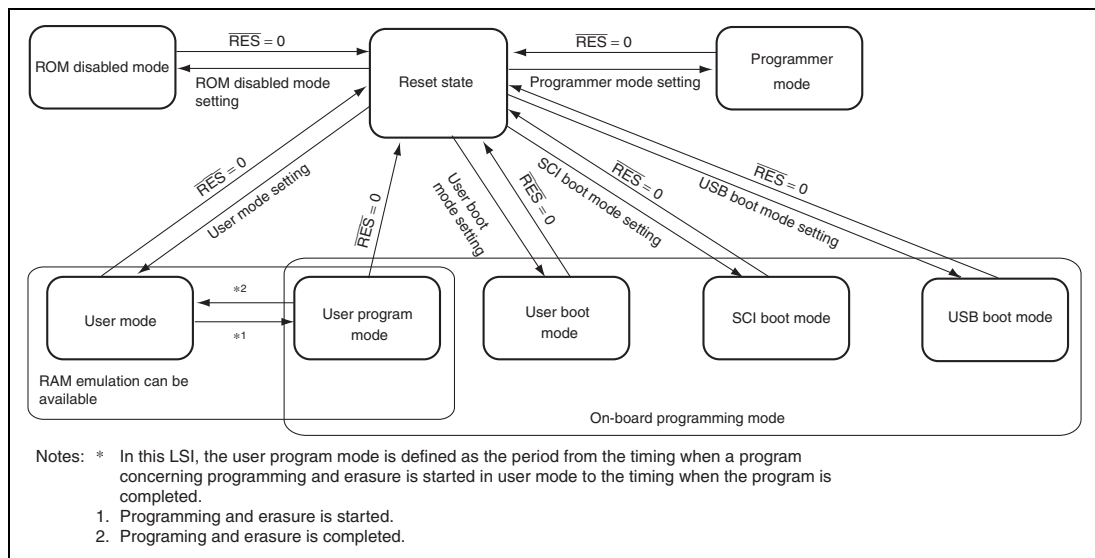 RES = 0
RES = 0
ROM disabled mode
ROM disabled mode
setting
Reset state
Programmer mode setting
Programmer
mode
RES = 0
User mode setting
RES = 0
User boot
mode setting
RES = 0
SCI boot mode setting
RES = 0
USB boot mode setting
RES = 0
User mode
*2
*1
User program
mode
User boot
mode
SCI boot mode
USB boot mode
RAM emulation can be
available
On-board programming mode
Notes: * In this LSI, the user program mode is defined as the period from the timing when a program
concerning programming and erasure is started in user mode to the timing when the program is
completed.
1. Programming and erasure is started.
2. Programing and erasure is completed.